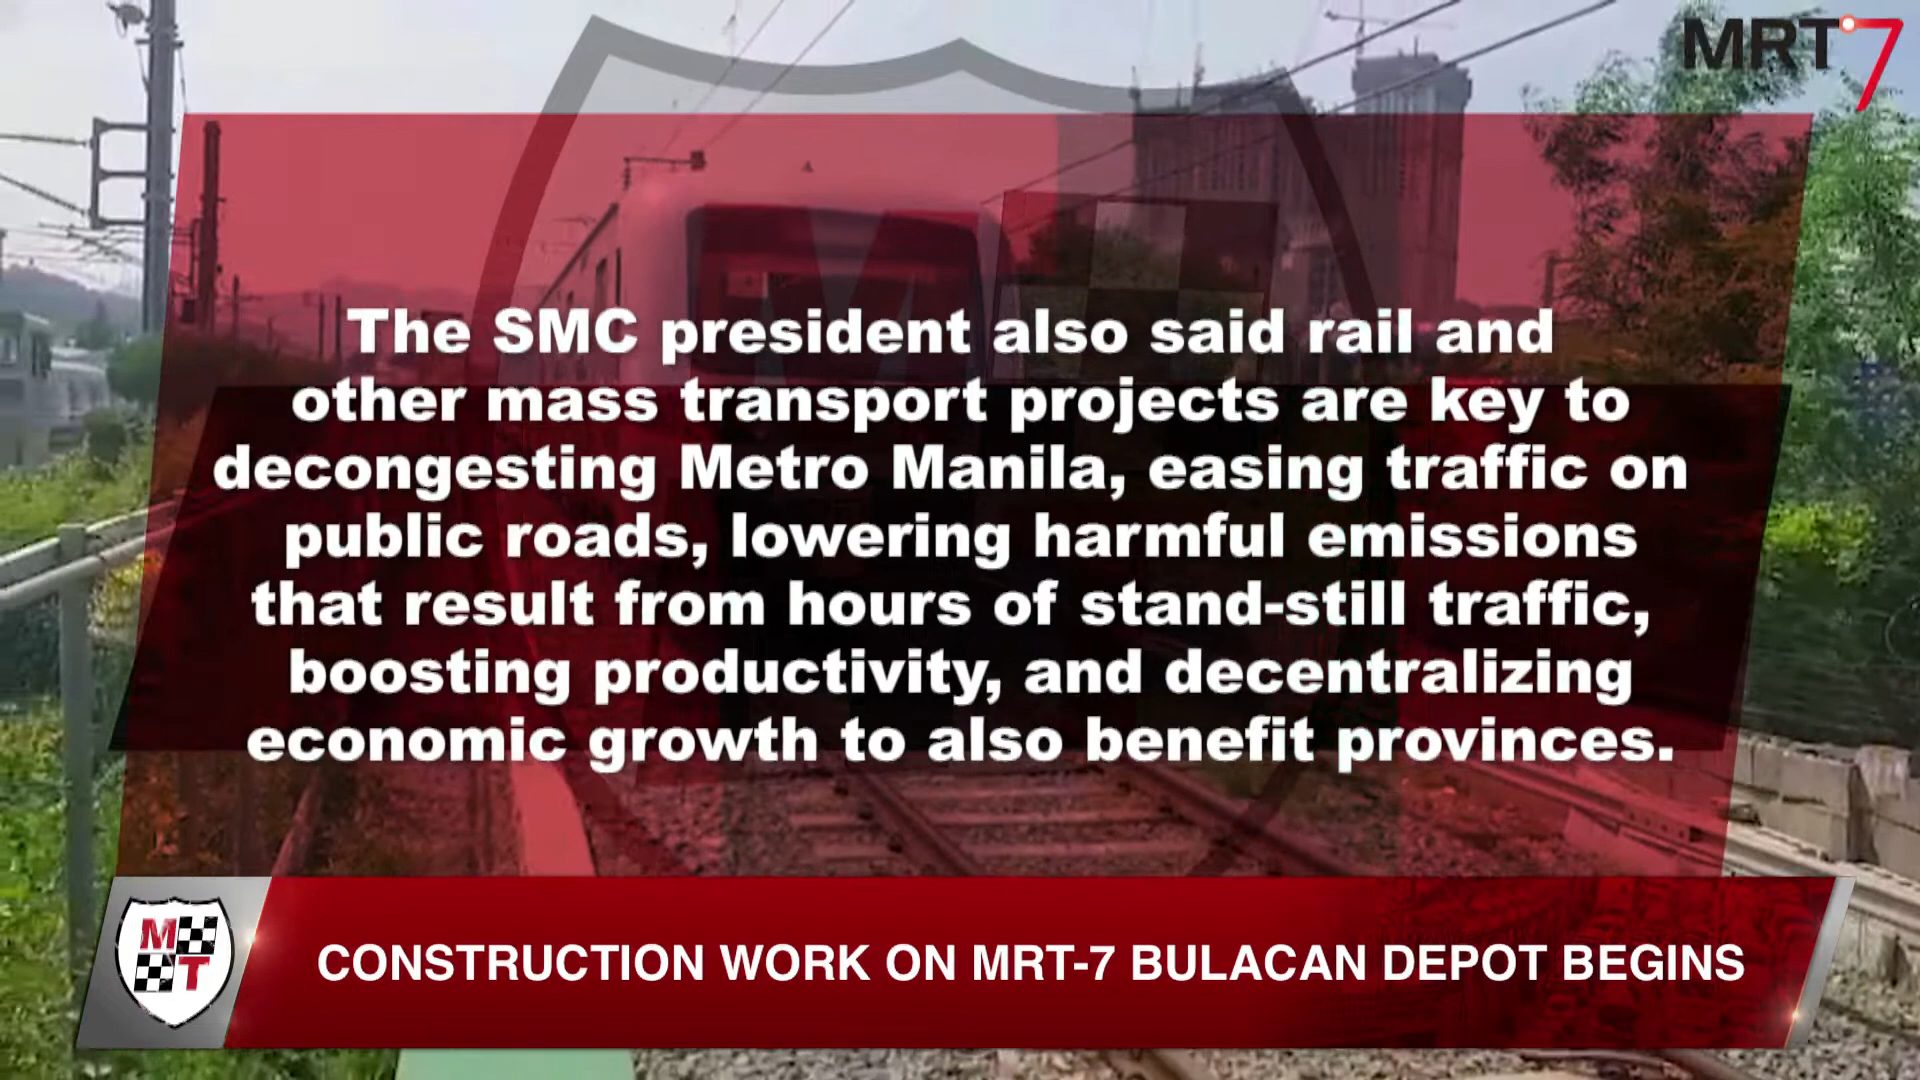 MRT 7
The SMC president also said rail and
other mass transport projects are key to
decongesting Metro Manila, easing traffic on
public roads, lowering harmful emissions
that result from hours of stand-still traffic,
boosting productivity, and decentralizing
economic growth to also benefit provinces.
M
T
CONSTRUCTION WORK ON MRT-7 BULACAN DEPOT BEGINS